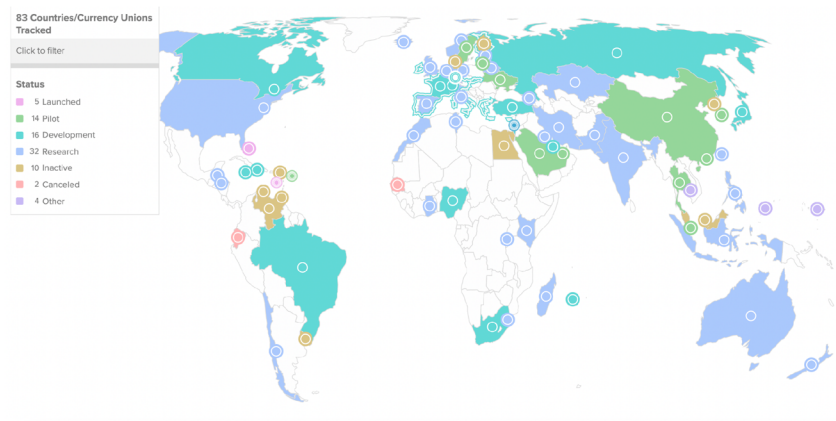 83 Countries/Currency Unions
Tracked
Click to filter
Status
5 Launched
14 Pilot
16 Development
32 Research
10 Inactive
2 Canceled
4 Other